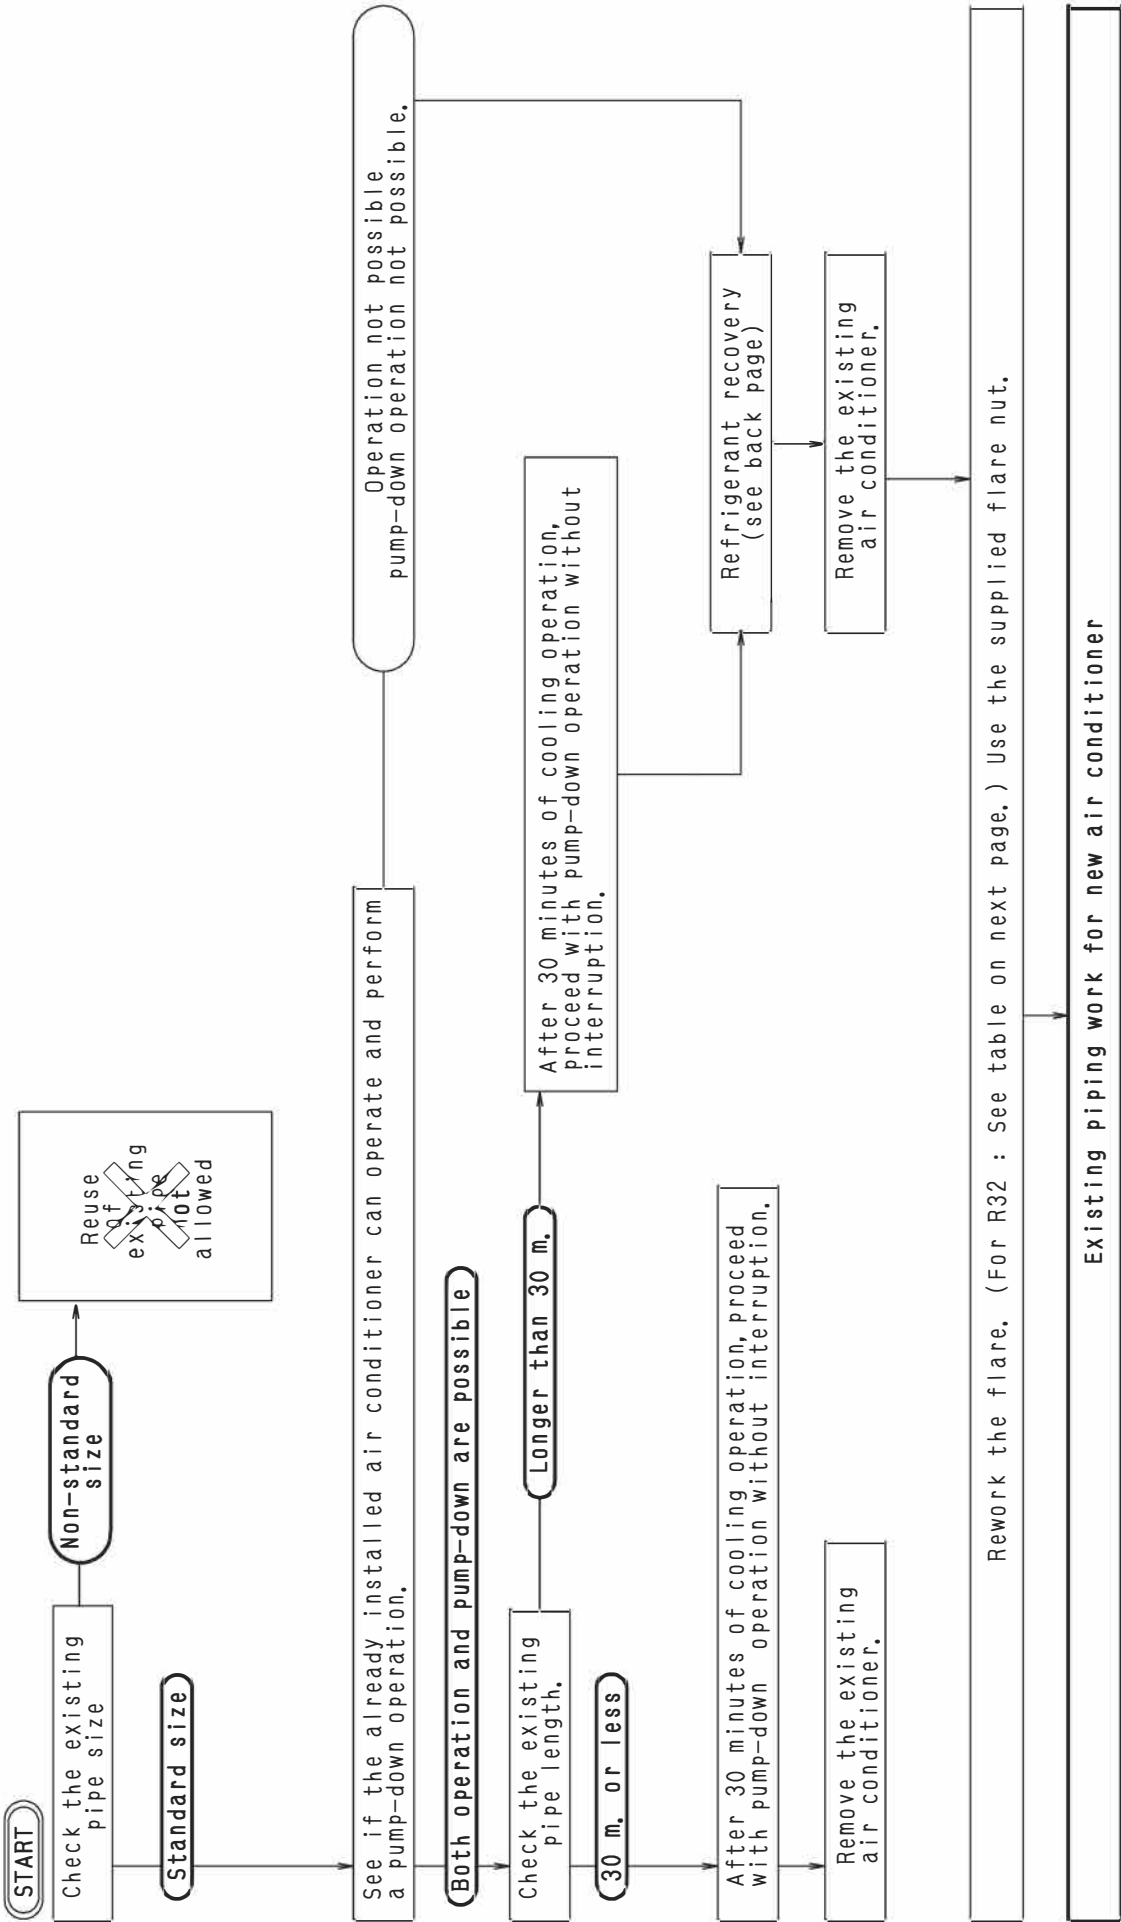 START
Check the existing
pipe size
Non-standard
size
Reuse
of
existing
pipe
not
allowed
Standard size
See if the already installed air conditioner can operate and perform
a pump-down operation.
Operation not possible
pump-down operation not possible.
Both operation and pump-down are possible
Check the existing
pipe length.
Longer than 30 m.
After 30 minutes of cooling operation,
proceed with pump-down operation without
interruption.
30 m. or less
After 30 minutes of cooling operation, proceed
with pump-down operation without interruption.
Refrigerant recovery
(see back page)
Remove the existing
air conditioner.
Remove the existing
air conditioner.
Rework the flare. (For R32 : See table on next page.) Use the supplied flare nut.
Existing piping work for new air conditioner